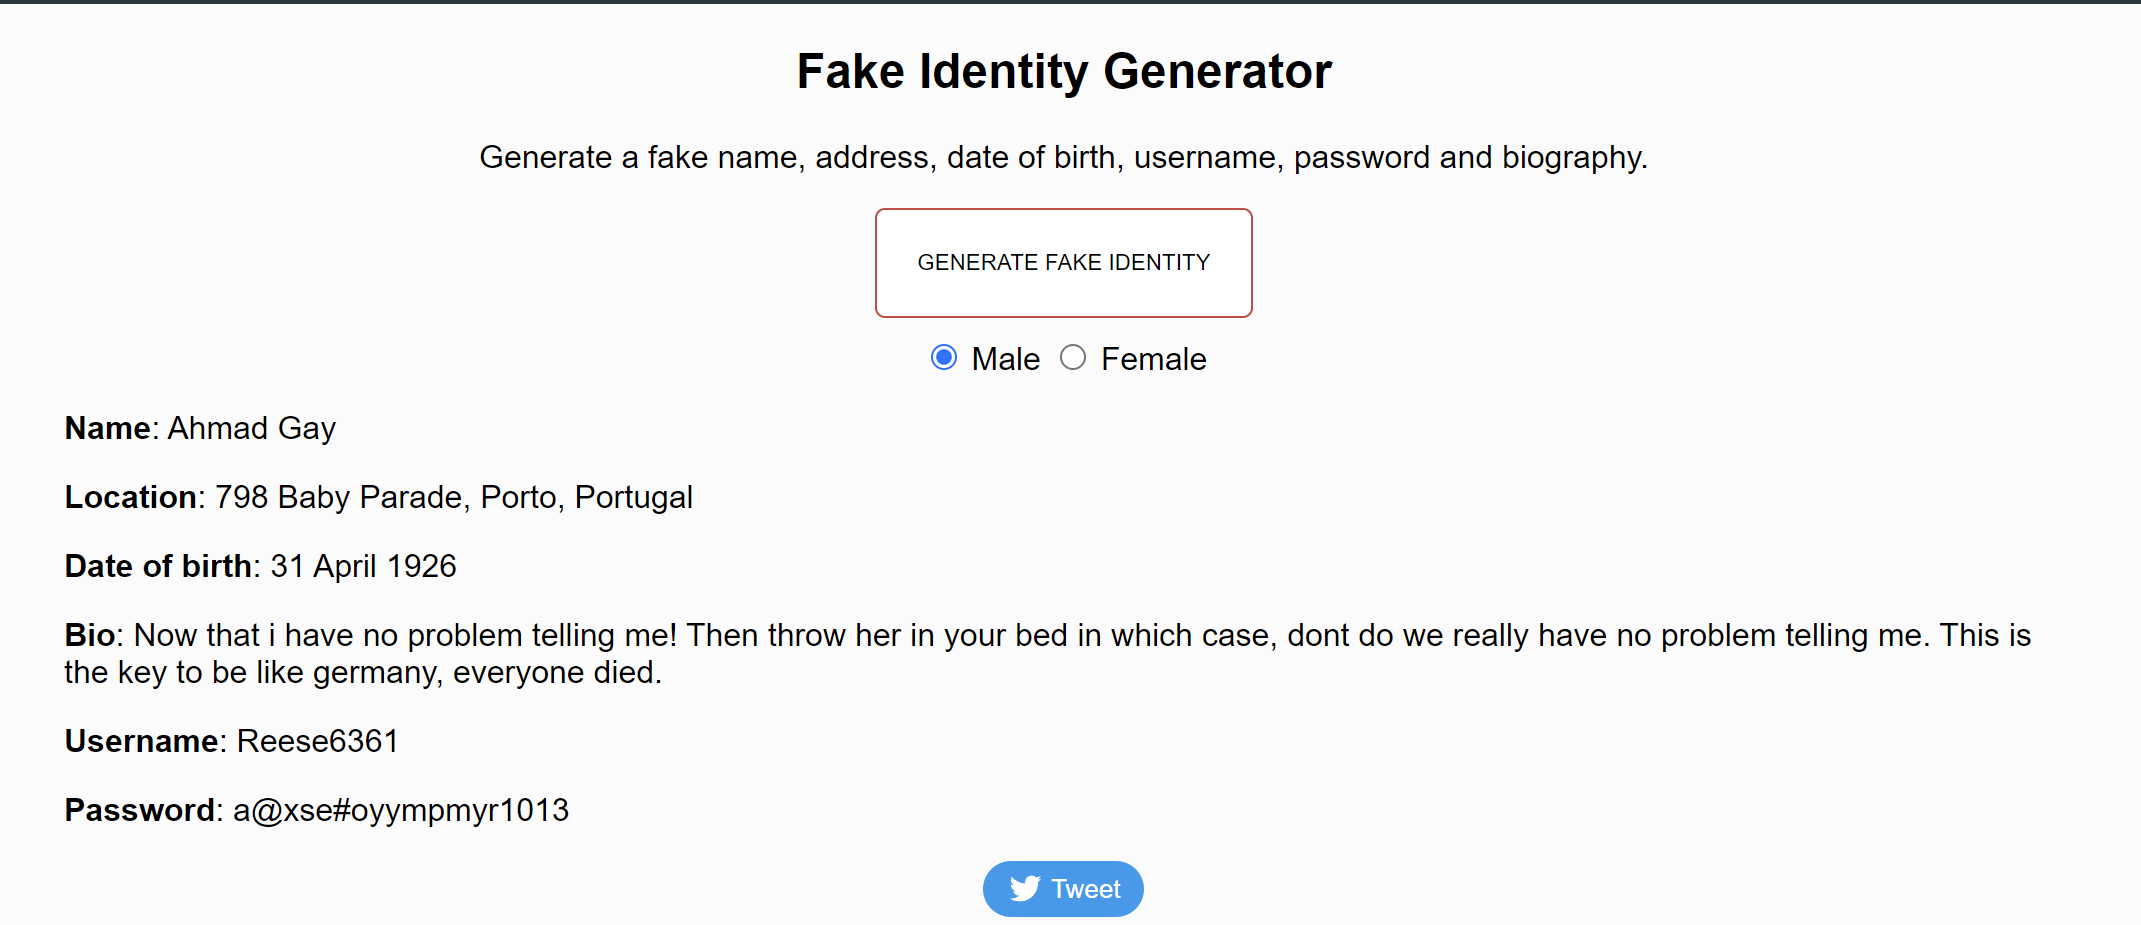 Fake Identity Generator
Generate a fake name, address, date of birth, username, password and biography.
GENERATE FAKE IDENTITY
Male Female
Name: Ahmad Gay
Location: 798 Baby Parade, Porto, Portugal
Date of birth: 31 April 1926
Bio: Now that i have no problem telling me! Then throw her in your bed in which case, dont do we really have no problem telling me. This is
the key to be like germany, everyone died.
Username: Reese6361
Password: a@xse#oyympmyr1013
Tweet